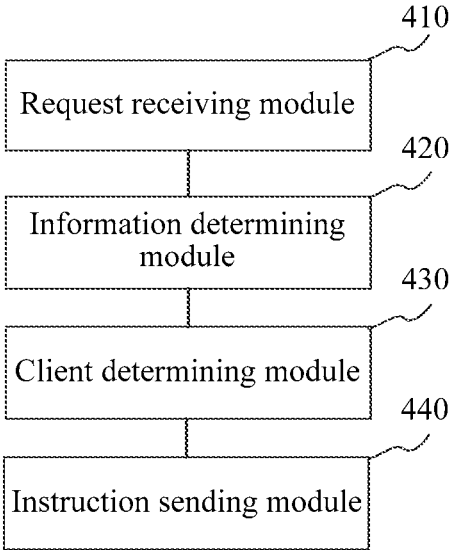 410
Request receiving module
420
Information determining
module
430
Client determining module
440
Instruction sending module